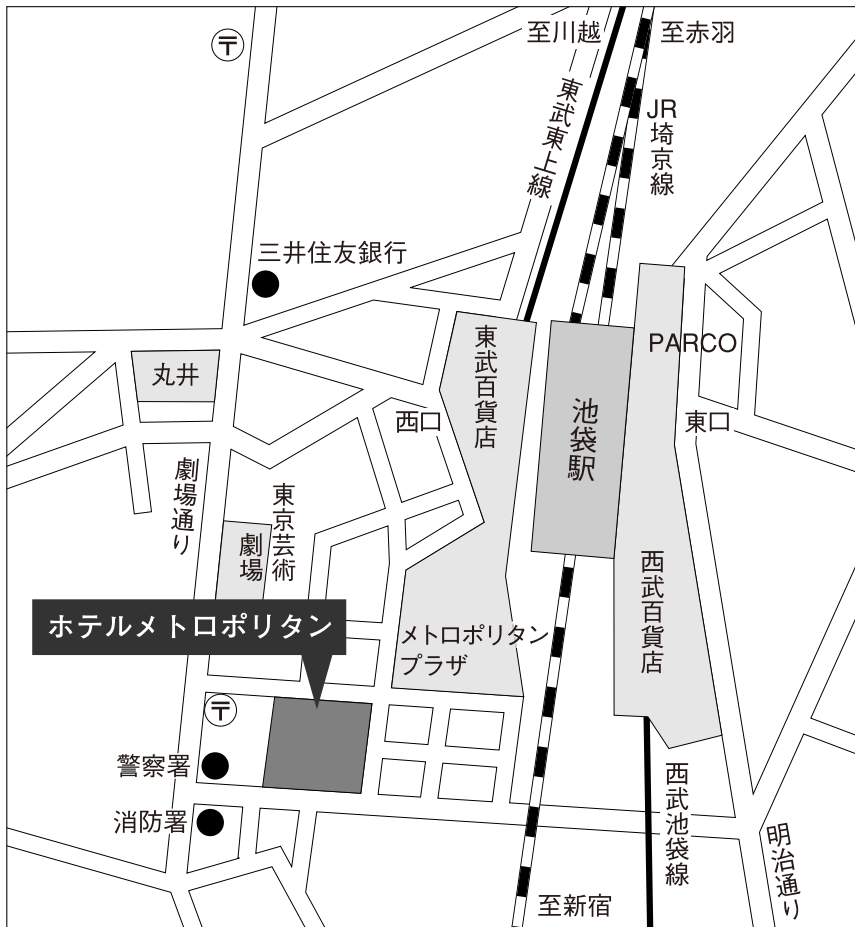 〒
至川越
至赤羽
東武東上線
JR埼京線
三井住友銀行
PARCO
東武百貨店
丸井
池袋駅
西口
東口
劇場通り
東京芸術
劇場
西武百貨店
ホテルメトロポリタン
メトロポリタン
プラザ
〒
警察署
消防署
西武池袋線
明治通り
至新宿